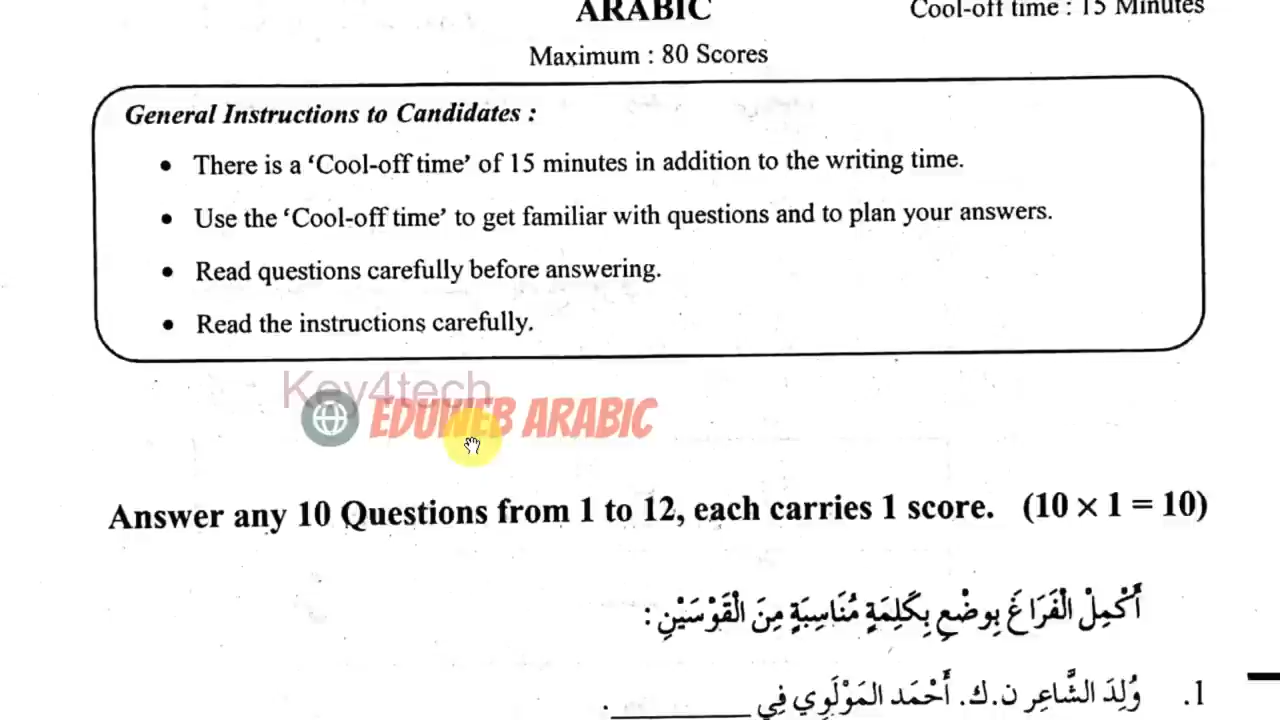 ARABIC
Cool-off time : 15 Minutes
Maximum : 80 Scores
General Instructions to Candidates :
• There is a ‘Cool-off time’ of 15 minutes in addition to the writing time.
• Use the ‘Cool-off time’ to get familiar with questions and to plan your answers.
• Read questions carefully before answering.
• Read the instructions carefully.
Key4tech
EDUWEB ARABIC
Answer any 10 Questions from 1 to 12, each carries 1 score. (10 × 1 = 10)
أَكْمِلْ الْفَرَاغَ بِوضْعِ بِكَلِمَةٍ مُنَاسِبَةٍ مِنَ الْقَوْسَيْنِ :
1. وُلِدَ الشَّاعِر ن.ك. أَحْمَد المَوْلَوِي فِي ________.